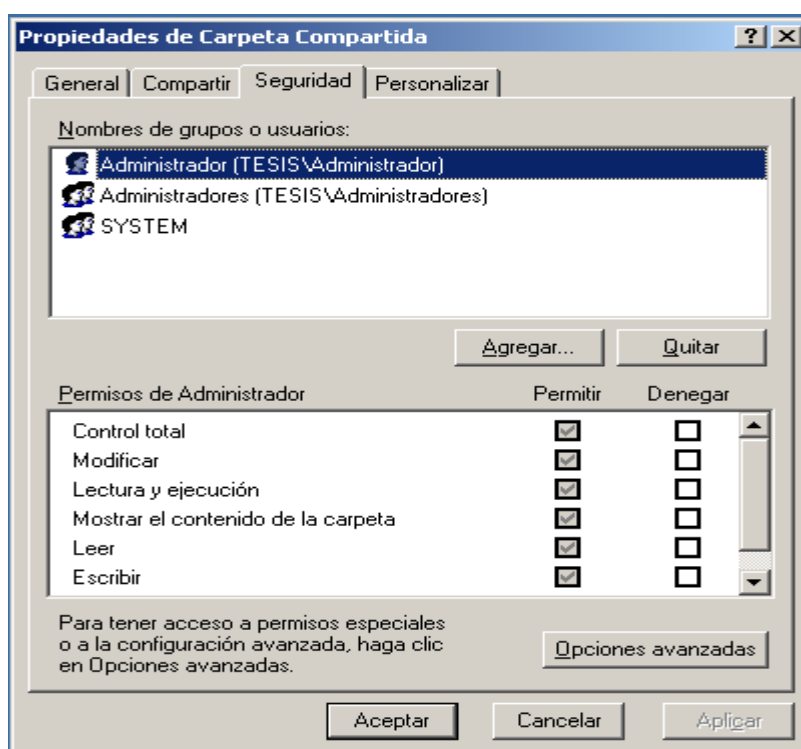 Propiedades de Carpeta Compartida
General Compartir Seguridad Personalizar
Nombres de grupos o usuarios:
Administrador (TESIS\Administrador)
Administradores (TESIS\Administradores)
SYSTEM
Agregar... Quitar
Permisos de Administrador Permitir Denegar
Control total
Modificar
Lectura y ejecución
Mostrar el contenido de la carpeta
Leer
Escribir
Para tener acceso a permisos especiales
o a la configuración avanzada, haga clic
en Opciones avanzadas.
Opciones avanzadas
Aceptar Cancelar Aplicar